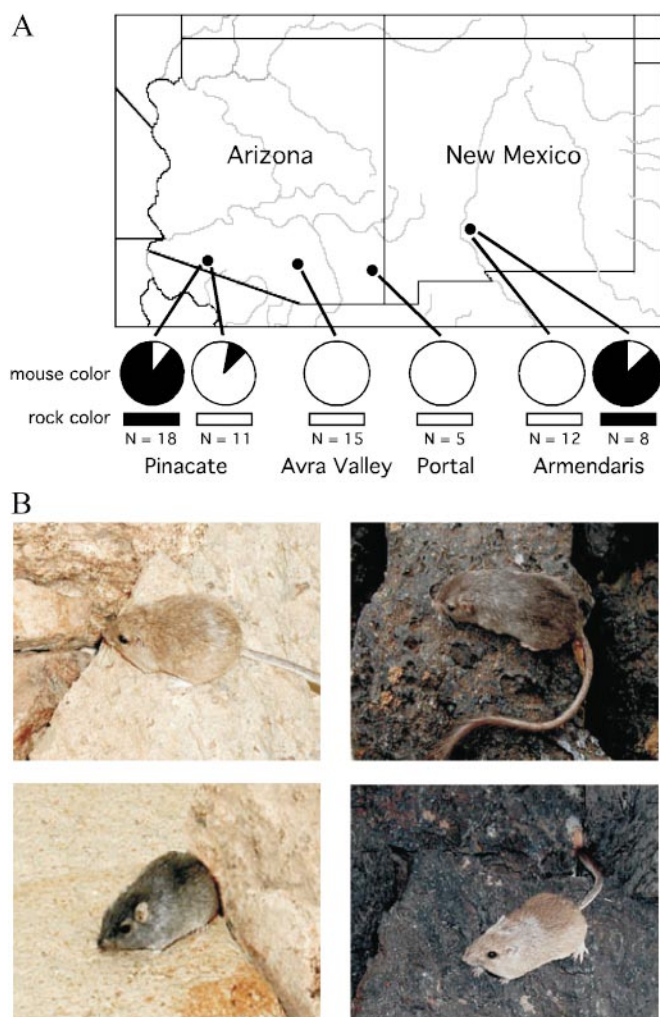 A
Arizona
New Mexico
mouse color
rock color
N = 18
N = 11
N = 15
N = 5
N = 12
N = 8
Pinacate
Avra Valley
Portal
Armendaris
B